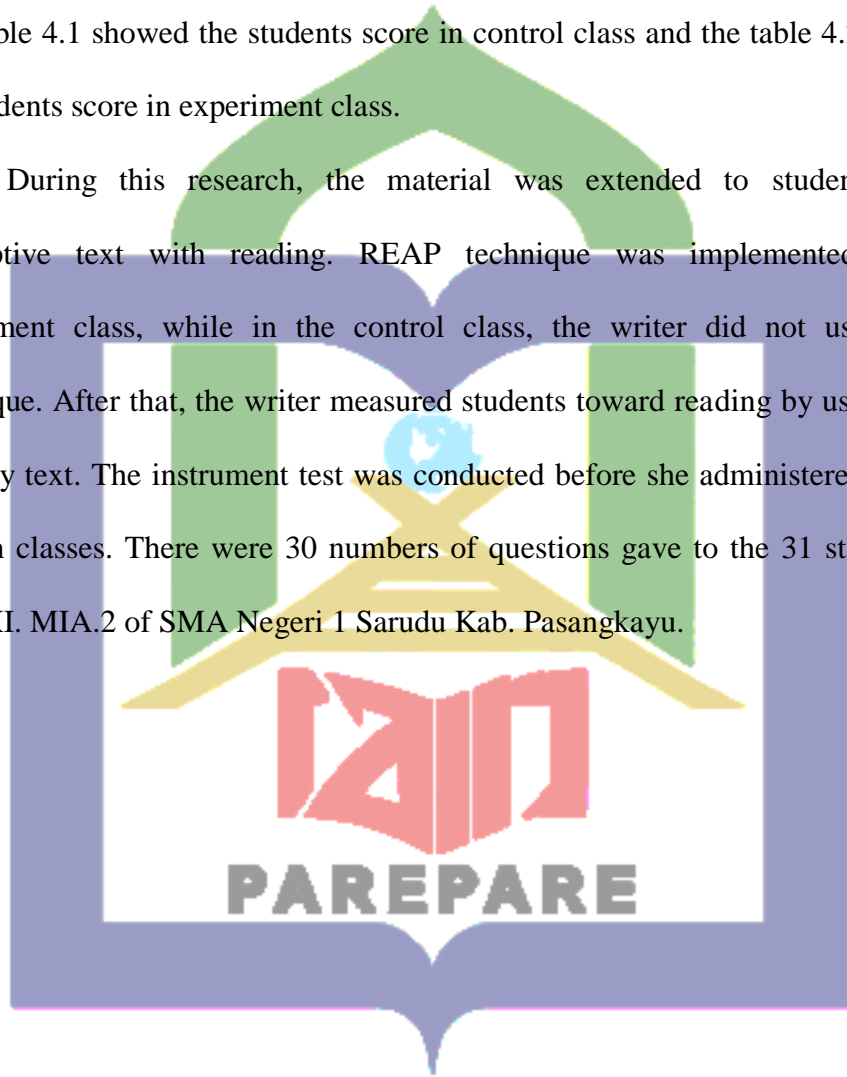 ble 4.1 showed the students score in control class and the table 4.
dents score in experiment class.
During this research, the material was extended to studen
ptive text with reading. REAP technique was implemented
ment class, while in the control class, the writer did not us
que. After that, the writer measured students toward reading by us
y text. The instrument test was conducted before she administere
n classes. There were 30 numbers of questions gave to the 31 st
I. MIA.2 of SMA Negeri 1 Sarudu Kab. Pasangkayu.
iain
PAREPARE